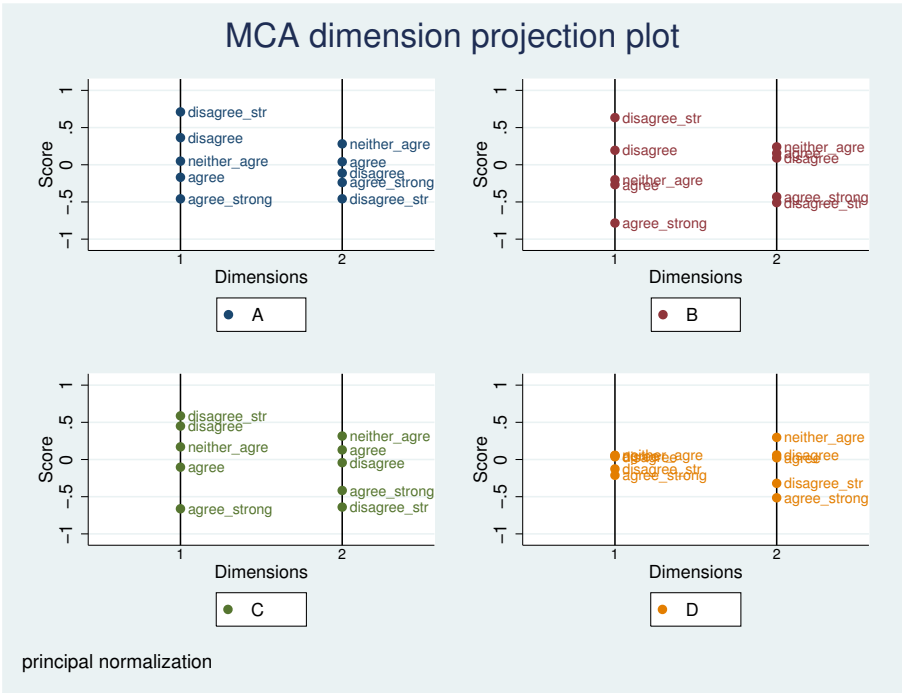 MCA dimension projection plot
Score
1
.5
0
−.5
−1
disagree_str
disagree
neither_agre
agree
agree_strong
neither_agre
agree
disagree
agree_strong
disagree_str
1
2
Dimensions
A
Score
1
.5
0
−.5
−1
disagree_str
disagree
neither_agre
agree
agree_strong
neither_agre
agree
disagree
agree_strong
disagree_str
1
2
Dimensions
B
Score
1
.5
0
−.5
−1
disagree_str
disagree
neither_agre
agree
agree_strong
neither_agre
agree
disagree
agree_strong
disagree_str
1
2
Dimensions
C
Score
1
.5
0
−.5
−1
neither_agre
disagree
agree
disagree_str
agree_strong
neither_agre
disagree
agree
disagree_str
agree_strong
1
2
Dimensions
D
principal normalization